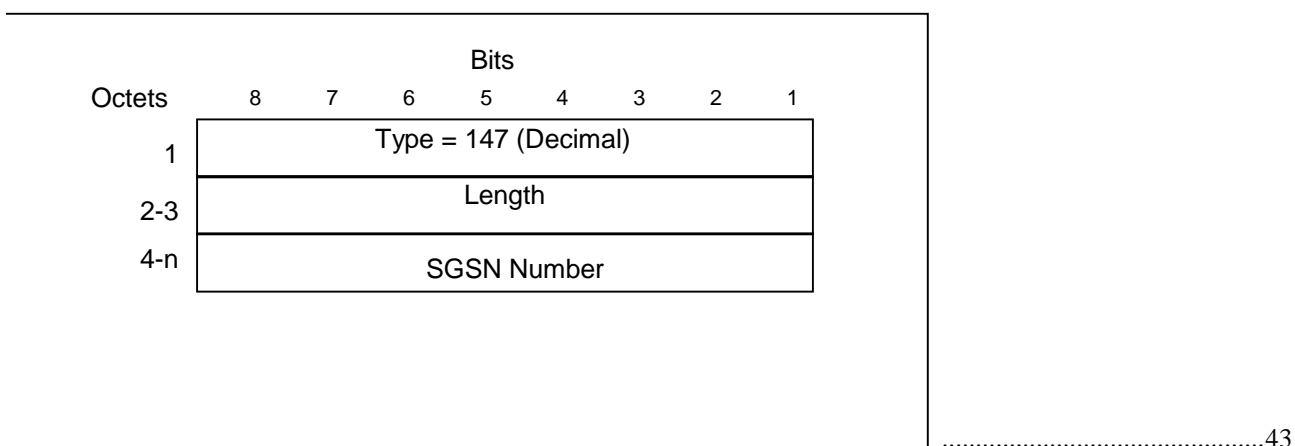 Bits
Octets 8 7 6 5 4 3 2 1
1 Type = 147 (Decimal)
2-3 Length
4-n SGSN Number
................................................43